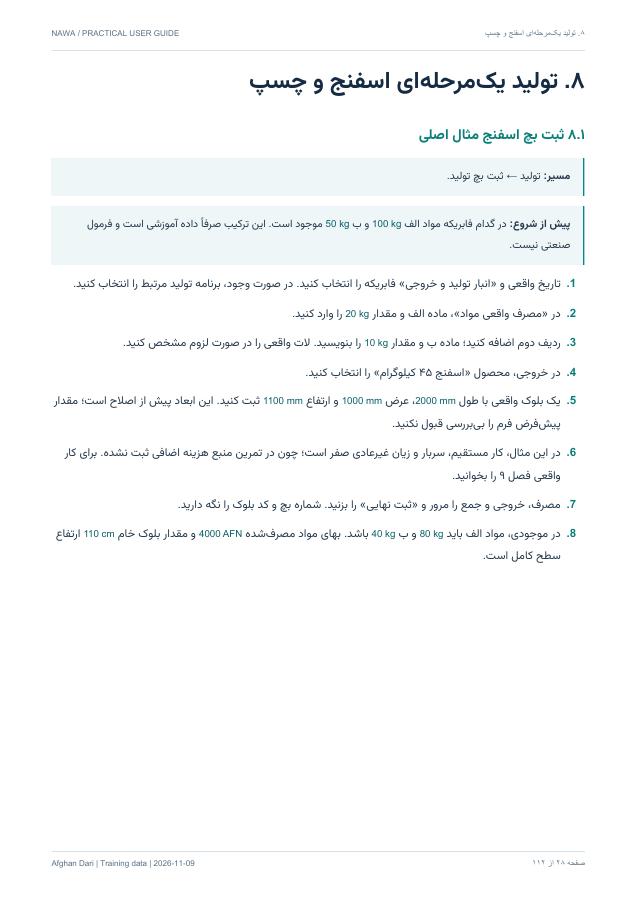 ۸. تولید یک‌مرحله‌ای اسفنج و چسپ
NAWA / PRACTICAL USER GUIDE
۸. تولید یک‌مرحله‌ای اسفنج و چسپ
۸.۱ ثبت بچ اسفنج مثال اصلی
مسیر: تولید ← ثبت بچ تولید.
پیش از شروع: در گدام فابریکه مواد الف 100 kg و ب 50 kg موجود است. این ترکیب صرفاً داده آموزشی است و فرمول
صنعتی نیست.
1. تاریخ واقعی و «انبار تولید و خروجی» فابریکه را انتخاب کنید. در صورت وجود، برنامه تولید مرتبط را انتخاب کنید.
2. در «مصرف واقعی مواد»، ماده الف و مقدار 20 kg را وارد کنید.
3. ردیف دوم اضافه کنید؛ ماده ب و مقدار 10 kg را بنویسید. لات واقعی را در صورت لزوم مشخص کنید.
4. در خروجی، محصول «اسفنج ۴۵ کیلوگرام» را انتخاب کنید.
5. یک بلوک واقعی با طول 2000 mm، عرض 1000 mm و ارتفاع 1100 mm ثبت کنید. این ابعاد پیش از اصلاح است؛ مقدار
پیش‌فرض فرم را بی‌بررسی قبول نکنید.
6. در این مثال، کار مستقیم، سربار و زیان غیرعادی صفر است؛ چون در تمرین منبع هزینه اضافی ثبت نشده. برای کار
واقعی فصل ۹ را بخوانید.
7. مصرف، خروجی و جمع را مرور و «ثبت نهایی» را بزنید. شماره بچ و کد بلوک را نگه دارید.
8. در موجودی، مواد الف باید 80 kg و ب 40 kg باشد. بهای مواد مصرف‌شده 4000 AFN و مقدار بلوک خام 110 cm ارتفاع
سطح کامل است.
صفحه ۲۸ از ۱۱۲
Afghan Dari | Training data | 2026-11-09